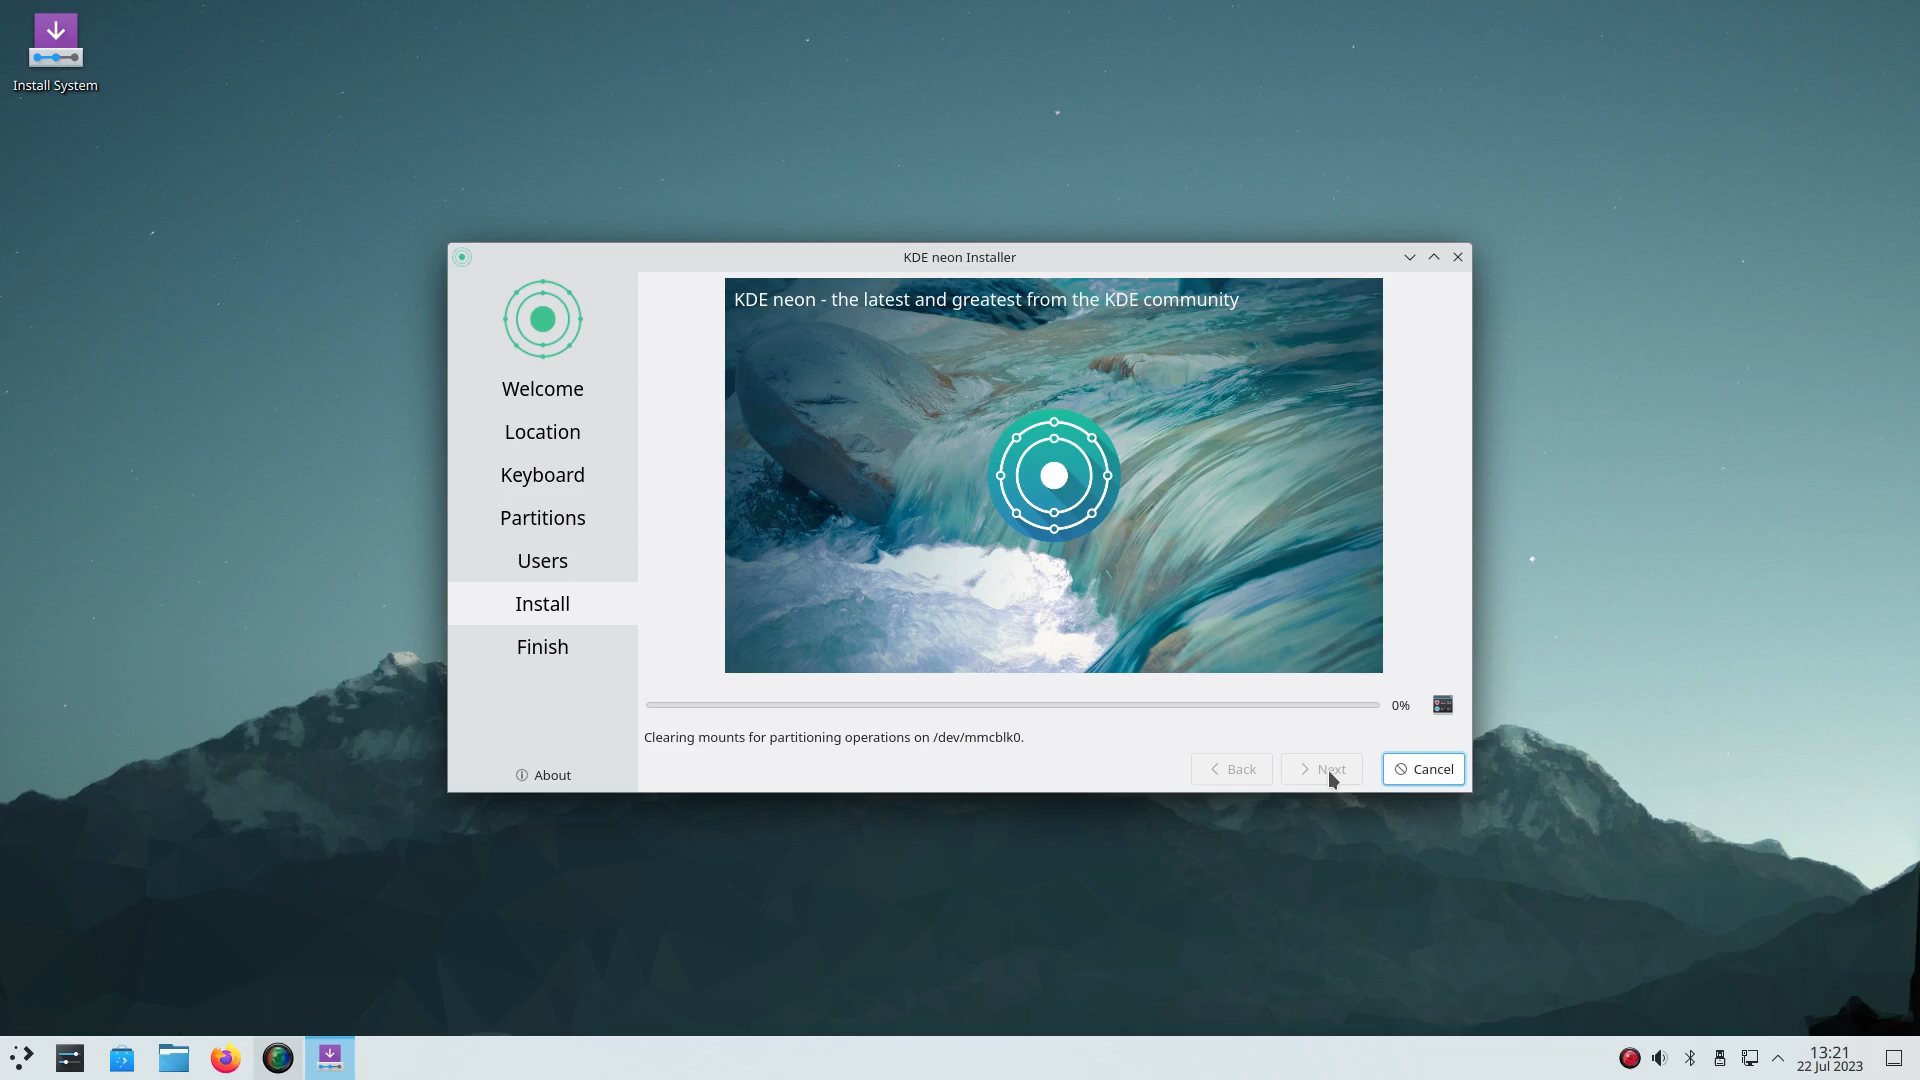 Install System
KDE neon Installer
KDE neon - the latest and greatest from the KDE community
Welcome
Location
Keyboard
Partitions
Users
Install
Finish
About
0%
Clearing mounts for partitioning operations on /dev/mmcblk0.
Back
Next
Cancel
13:21
22 Jul 2023